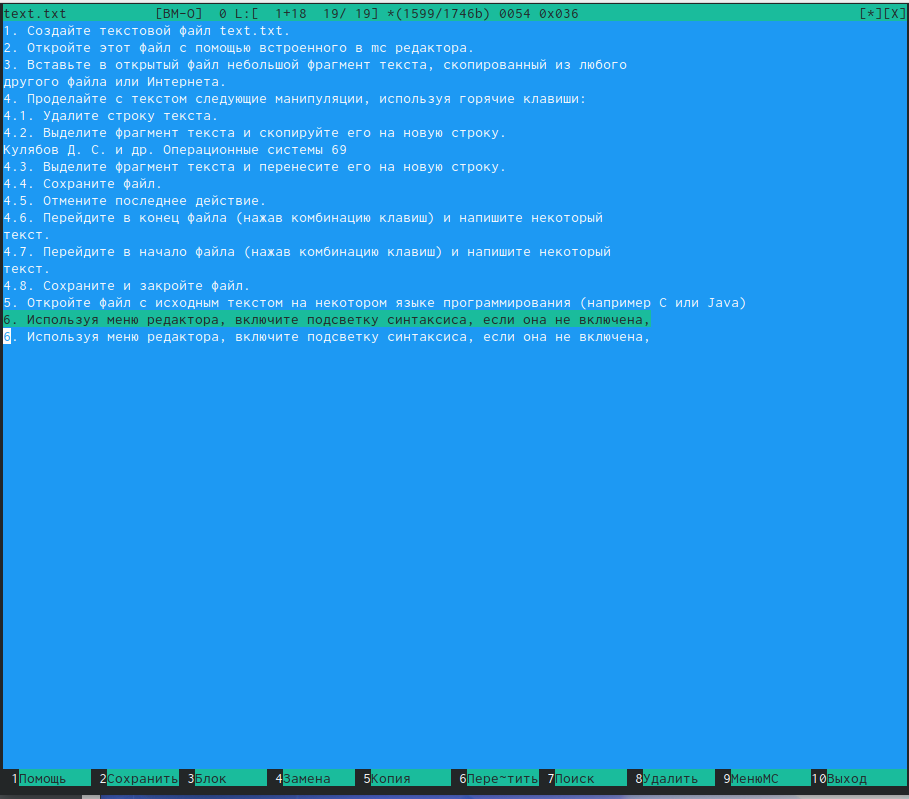 text.txt [BM-O] 0 L:[ 1+18 19/ 19] *(1599/1746b) 0054 0x036 [*][X]
1. Создайте текстовой файл text.txt.
2. Откройте этот файл с помощью встроенного в mc редактора.
3. Вставьте в открытый файл небольшой фрагмент текста, скопированный из любого
другого файла или Интернета.
4. Проделайте с текстом следующие манипуляции, используя горячие клавиши:
4.1. Удалите строку текста.
4.2. Выделите фрагмент текста и скопируйте его на новую строку.
Кулябов Д. С. и др. Операционные системы 69
4.3. Выделите фрагмент текста и перенесите его на новую строку.
4.4. Сохраните файл.
4.5. Отмените последнее действие.
4.6. Перейдите в конец файла (нажав комбинацию клавиш) и напишите некоторый
текст.
4.7. Перейдите в начало файла (нажав комбинацию клавиш) и напишите некоторый
текст.
4.8. Сохраните и закройте файл.
5. Откройте файл с исходным текстом на некотором языке программирования (например C или Java)
6. Используя меню редактора, включите подсветку синтаксиса, если она не включена,
6. Используя меню редактора, включите подсветку синтаксиса, если она не включена,
1Помощь 2Сохранить 3Блок 4Замена 5Копия 6Пере~тить 7Поиск 8Удалить 9МенюMC 10Выход